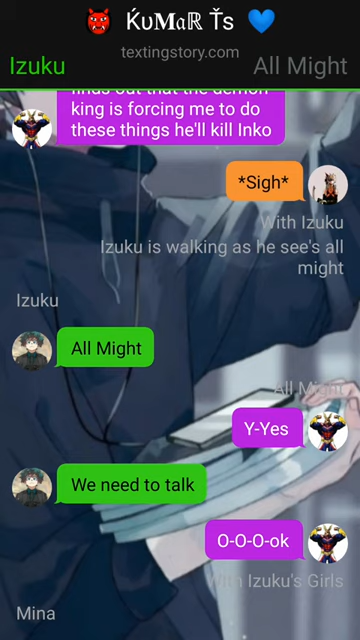 👹 ḰυMaℝ Ťs 💙
textingstory.com
Izuku All Might
finds out that the demon
king is forcing me to do
these things he'll kill Inko
*Sigh*
With Izuku
Izuku is walking as he see's all
might
Izuku
All Might
All Might
Y-Yes
We need to talk
O-O-O-ok
With Izuku's Girls
Mina